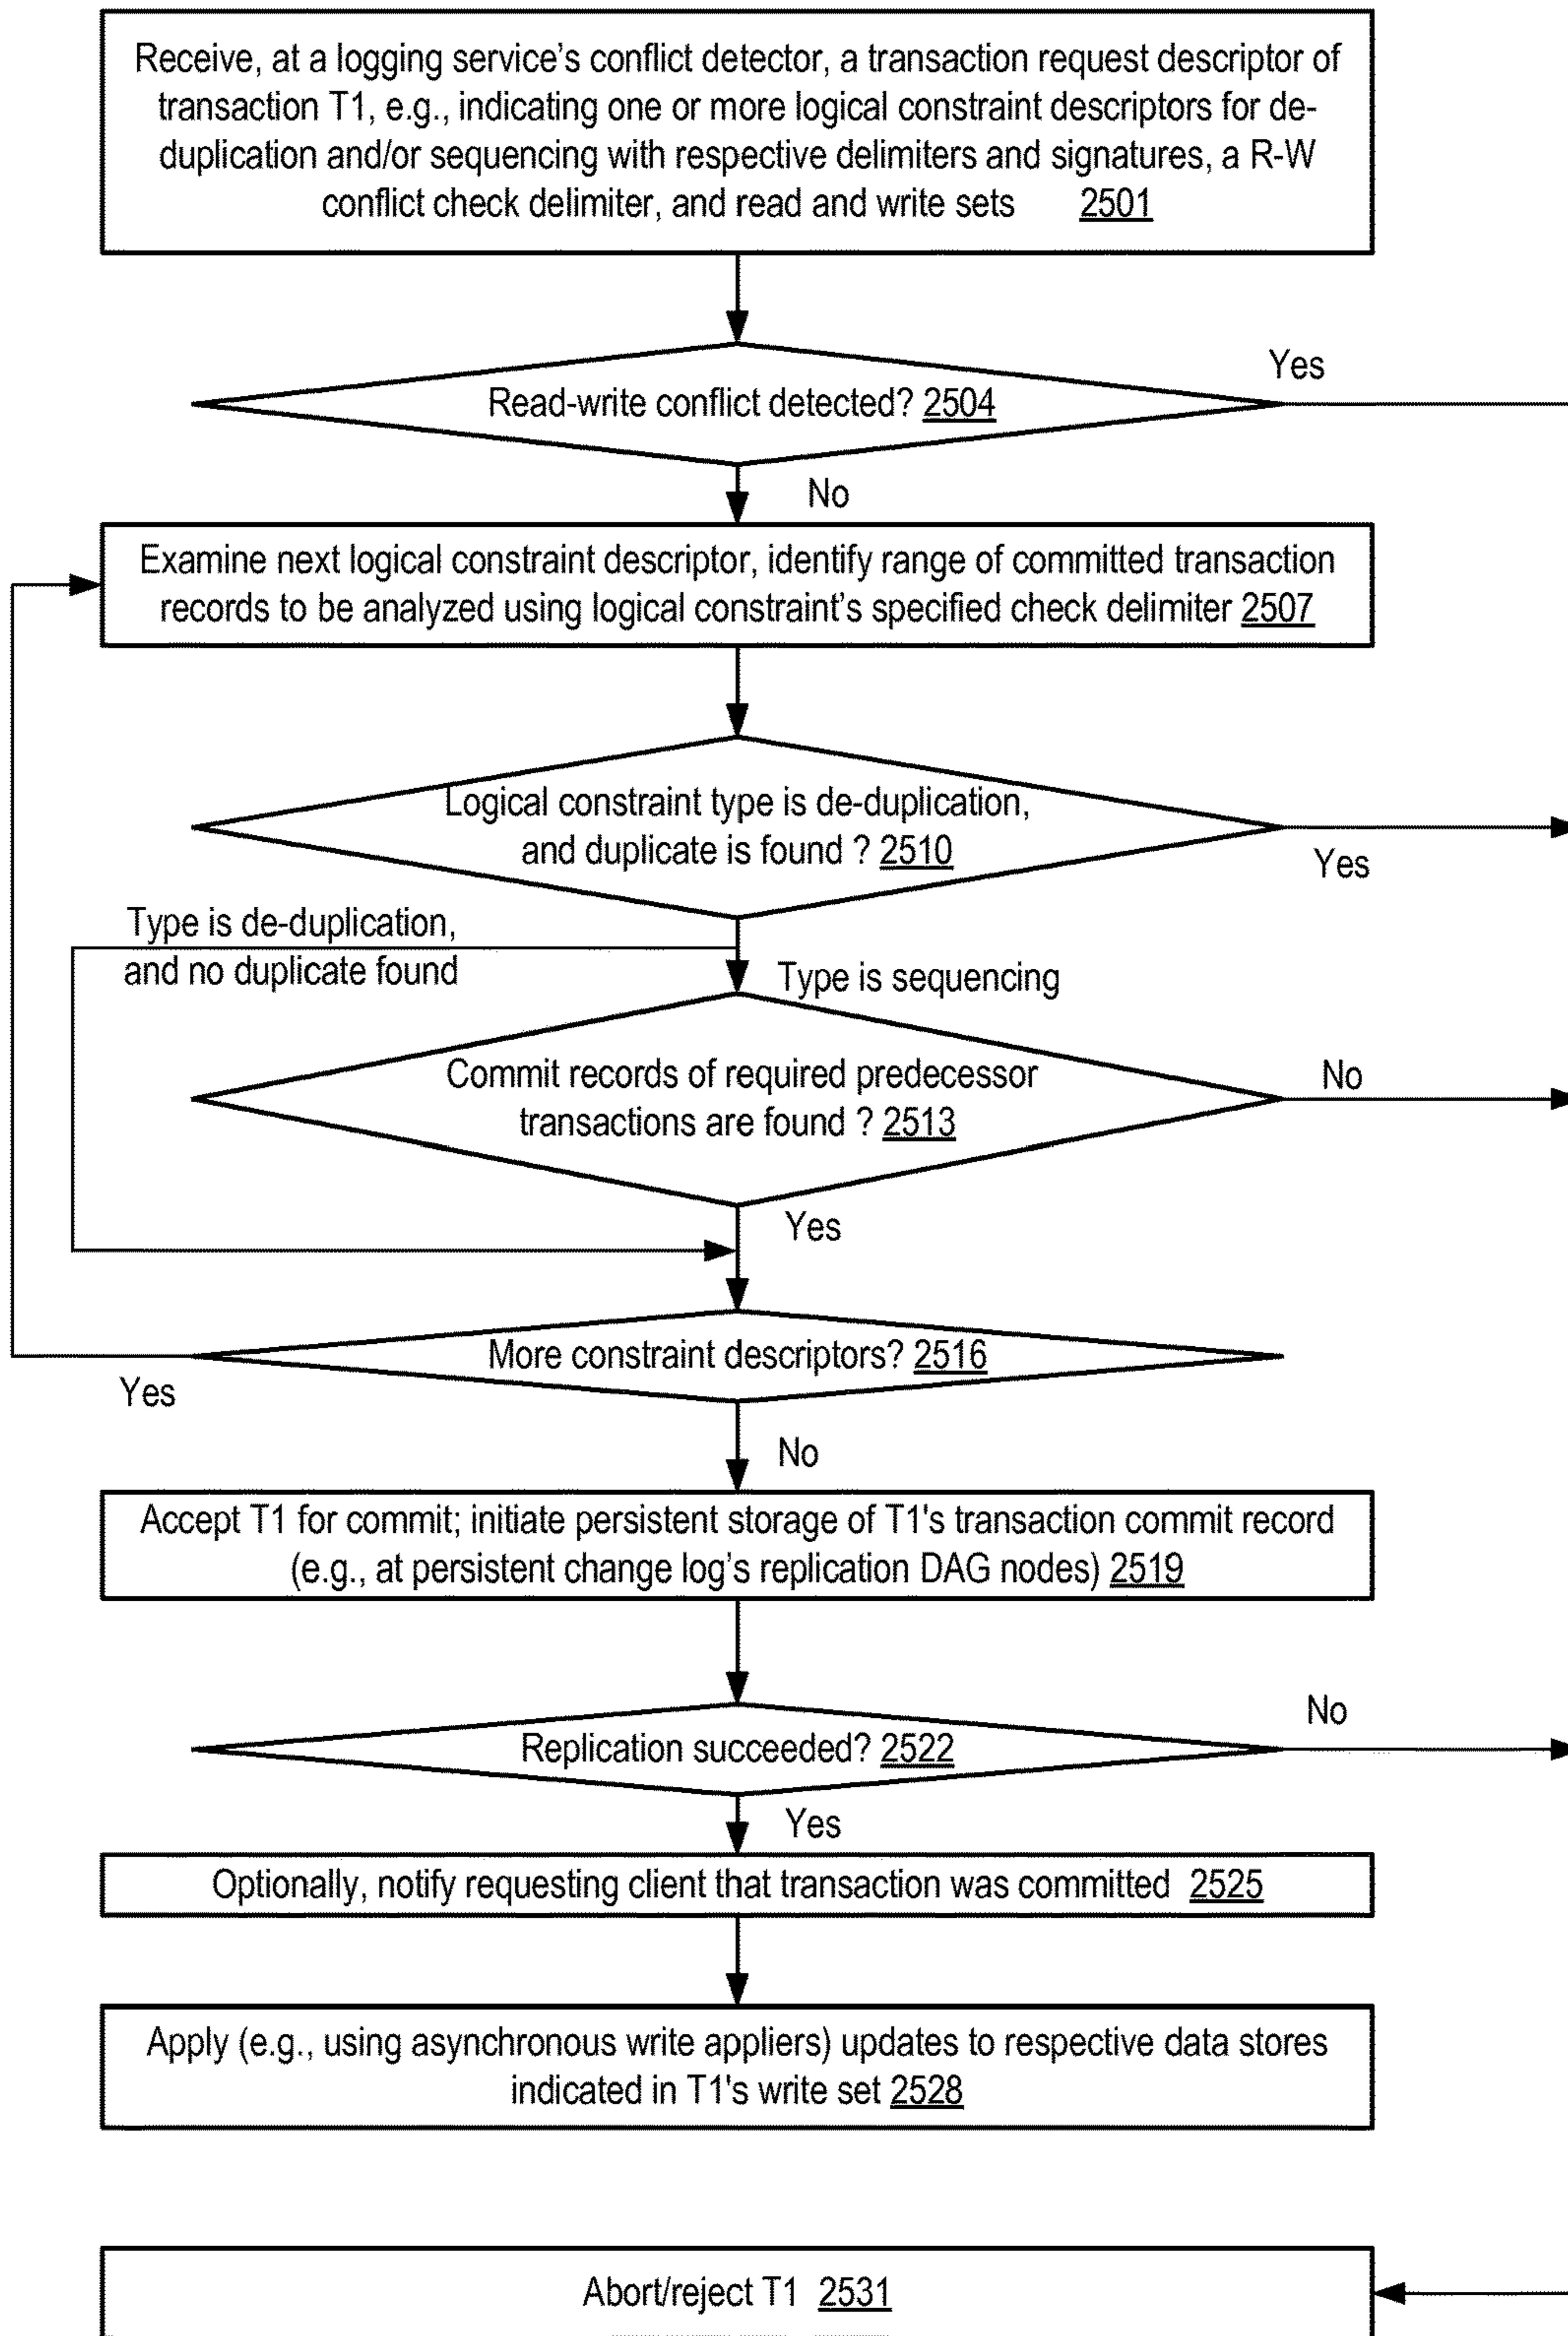 Receive, at a logging service’s conflict detector, a transaction request descriptor of
transaction T1, e.g., indicating one or more logical constraint descriptors for de-
duplication and/or sequencing with respective delimiters and signatures, a R-W
conflict check delimiter, and read and write sets 2501
Yes
Read-write conflict detected? 2504
No
Examine next logical constraint descriptor, identify range of committed transaction
records to be analyzed using logical constraint’s specified check delimiter 2507
Logical constraint type is de-duplication,
and duplicate is found ? 2510
Yes
Type is de-duplication,
and no duplicate found
Type is sequencing
Commit records of required predecessor
transactions are found ? 2513
No
Yes
More constraint descriptors? 2516
Yes
No
Accept T1 for commit; initiate persistent storage of T1's transaction commit record
(e.g., at persistent change log’s replication DAG nodes) 2519
No
Replication succeeded? 2522
Yes
Optionally, notify requesting client that transaction was committed 2525
Apply (e.g., using asynchronous write appliers) updates to respective data stores
indicated in T1's write set 2528
Abort/reject T1 2531